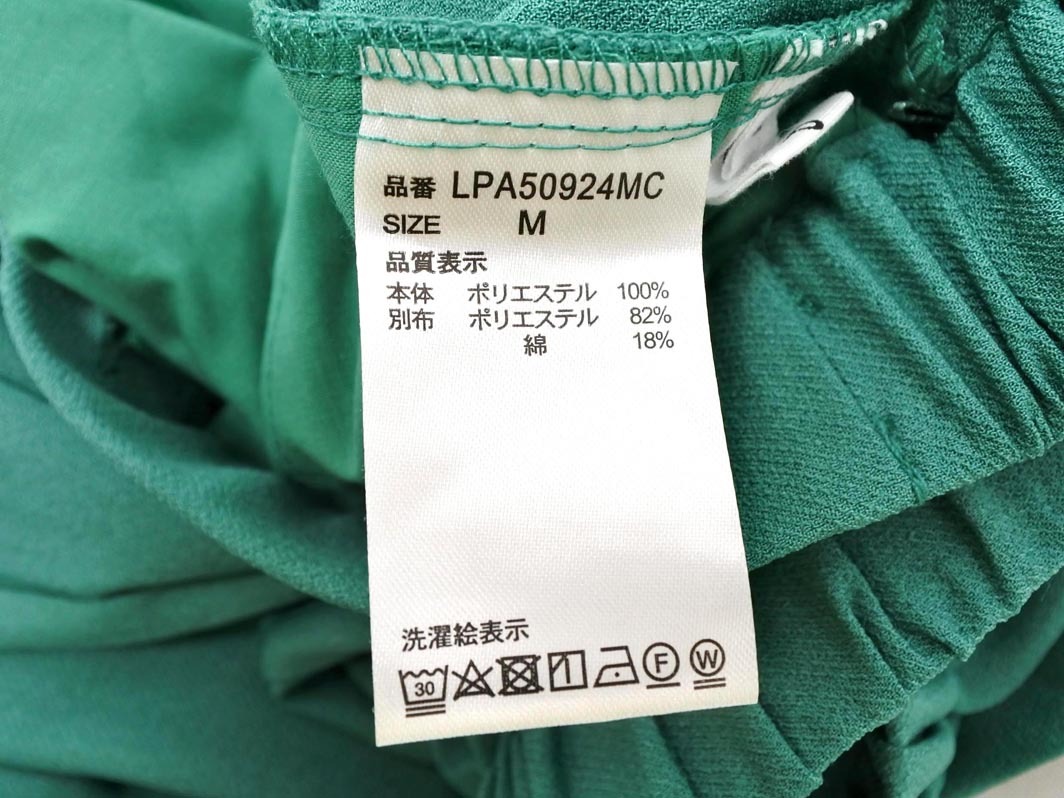 品番 LPA50924MC
SIZE M
品質表示
本体 ポリエステル 100%
別布 ポリエステル 82%
綿 18%
洗濯絵表示
30 F W